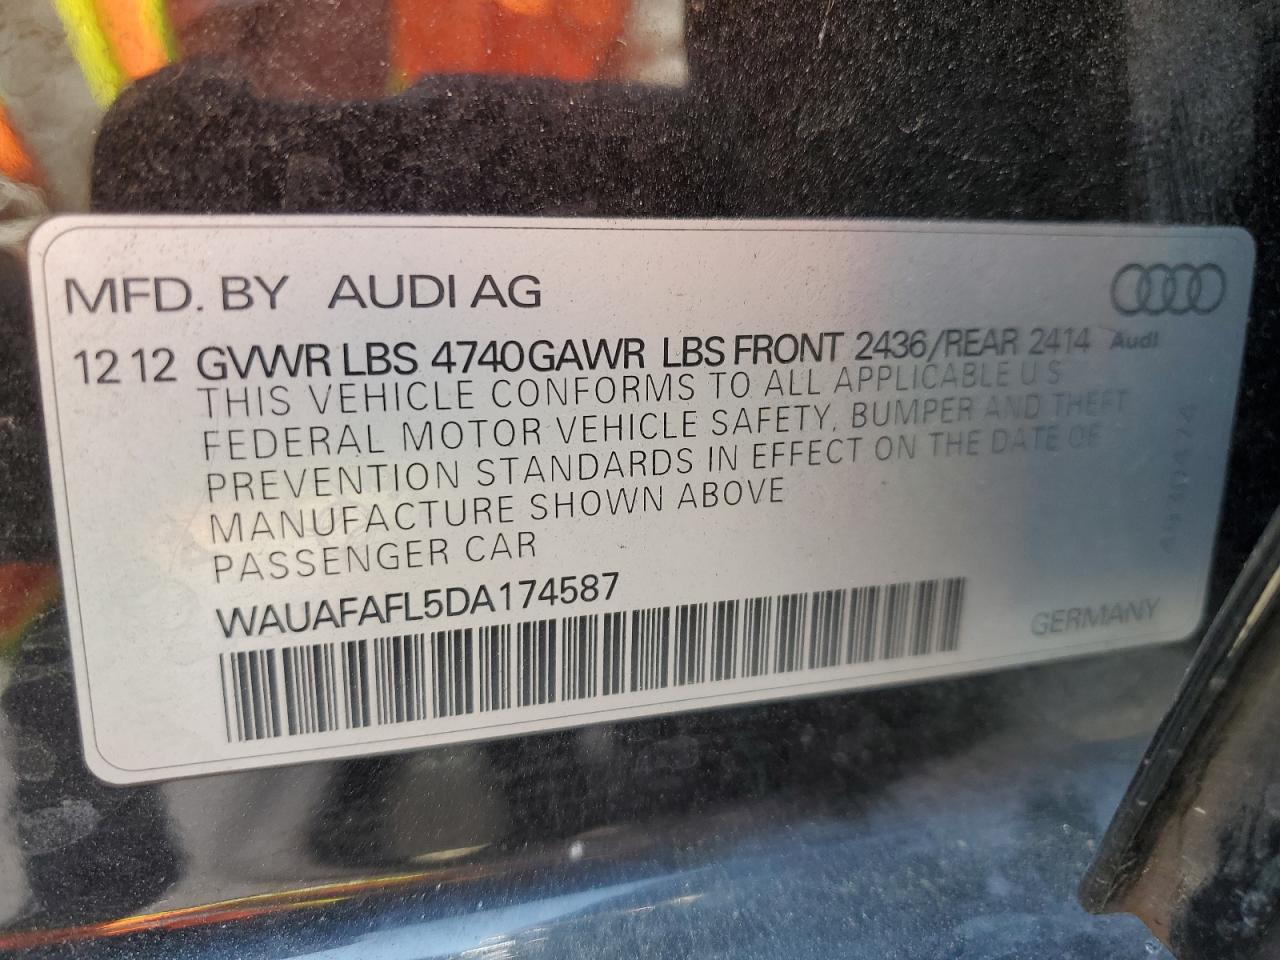 MFD. BY AUDI AG
12 12 GVWR LBS 4740 GAWR LBS FRONT 2436/REAR 2414
Audi
THIS VEHICLE CONFORMS TO ALL APPLICABLE U S
FEDERAL MOTOR VEHICLE SAFETY, BUMPER AND THEFT
PREVENTION STANDARDS IN EFFECT ON THE DATE OF
MANUFACTURE SHOWN ABOVE
PASSENGER CAR
WAUAFAFL5DA174587
GERMANY